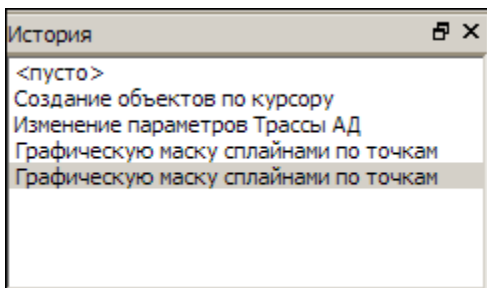 История
<пусто>
Создание объектов по курсору
Изменение параметров Трассы АД
Графическую маску сплайнами по точкам
Графическую маску сплайнами по точкам